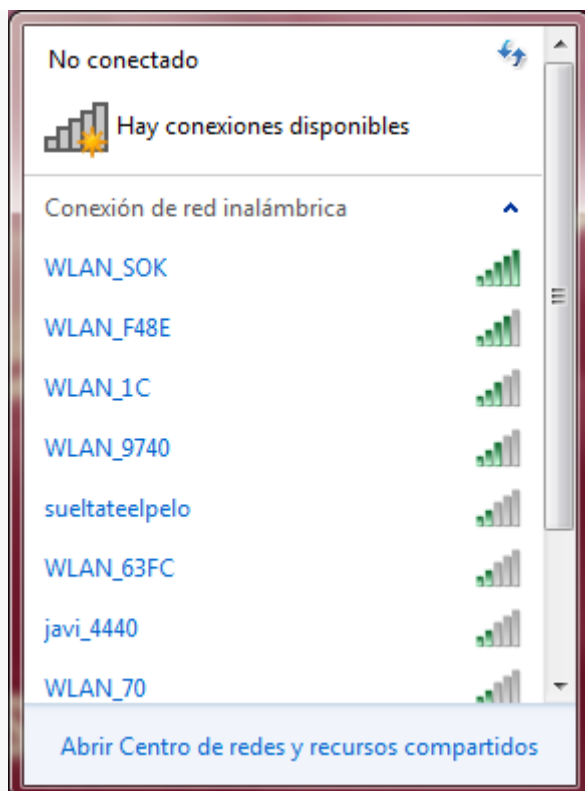 No conectado
Hay conexiones disponibles
Conexión de red inalámbrica
WLAN_SOK
WLAN_F48E
WLAN_1C
WLAN_9740
sueltateelpelo
WLAN_63FC
javi_4440
WLAN_70
Abrir Centro de redes y recursos compartidos